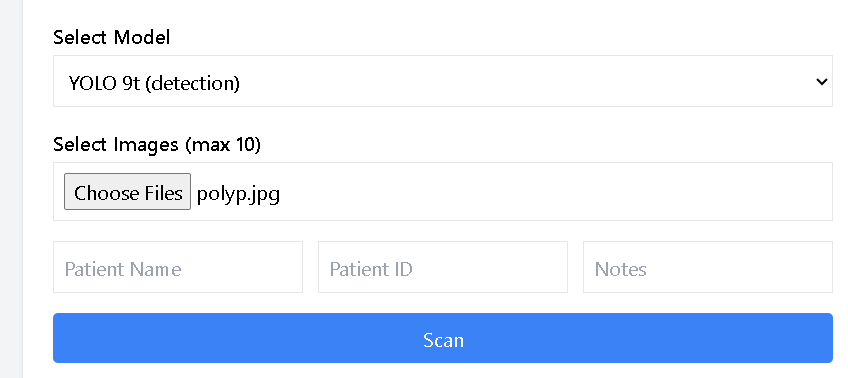 Select Model
YOLO 9t (detection)
Select Images (max 10)
Choose Files polyp.jpg
Patient Name Patient ID Notes
Scan